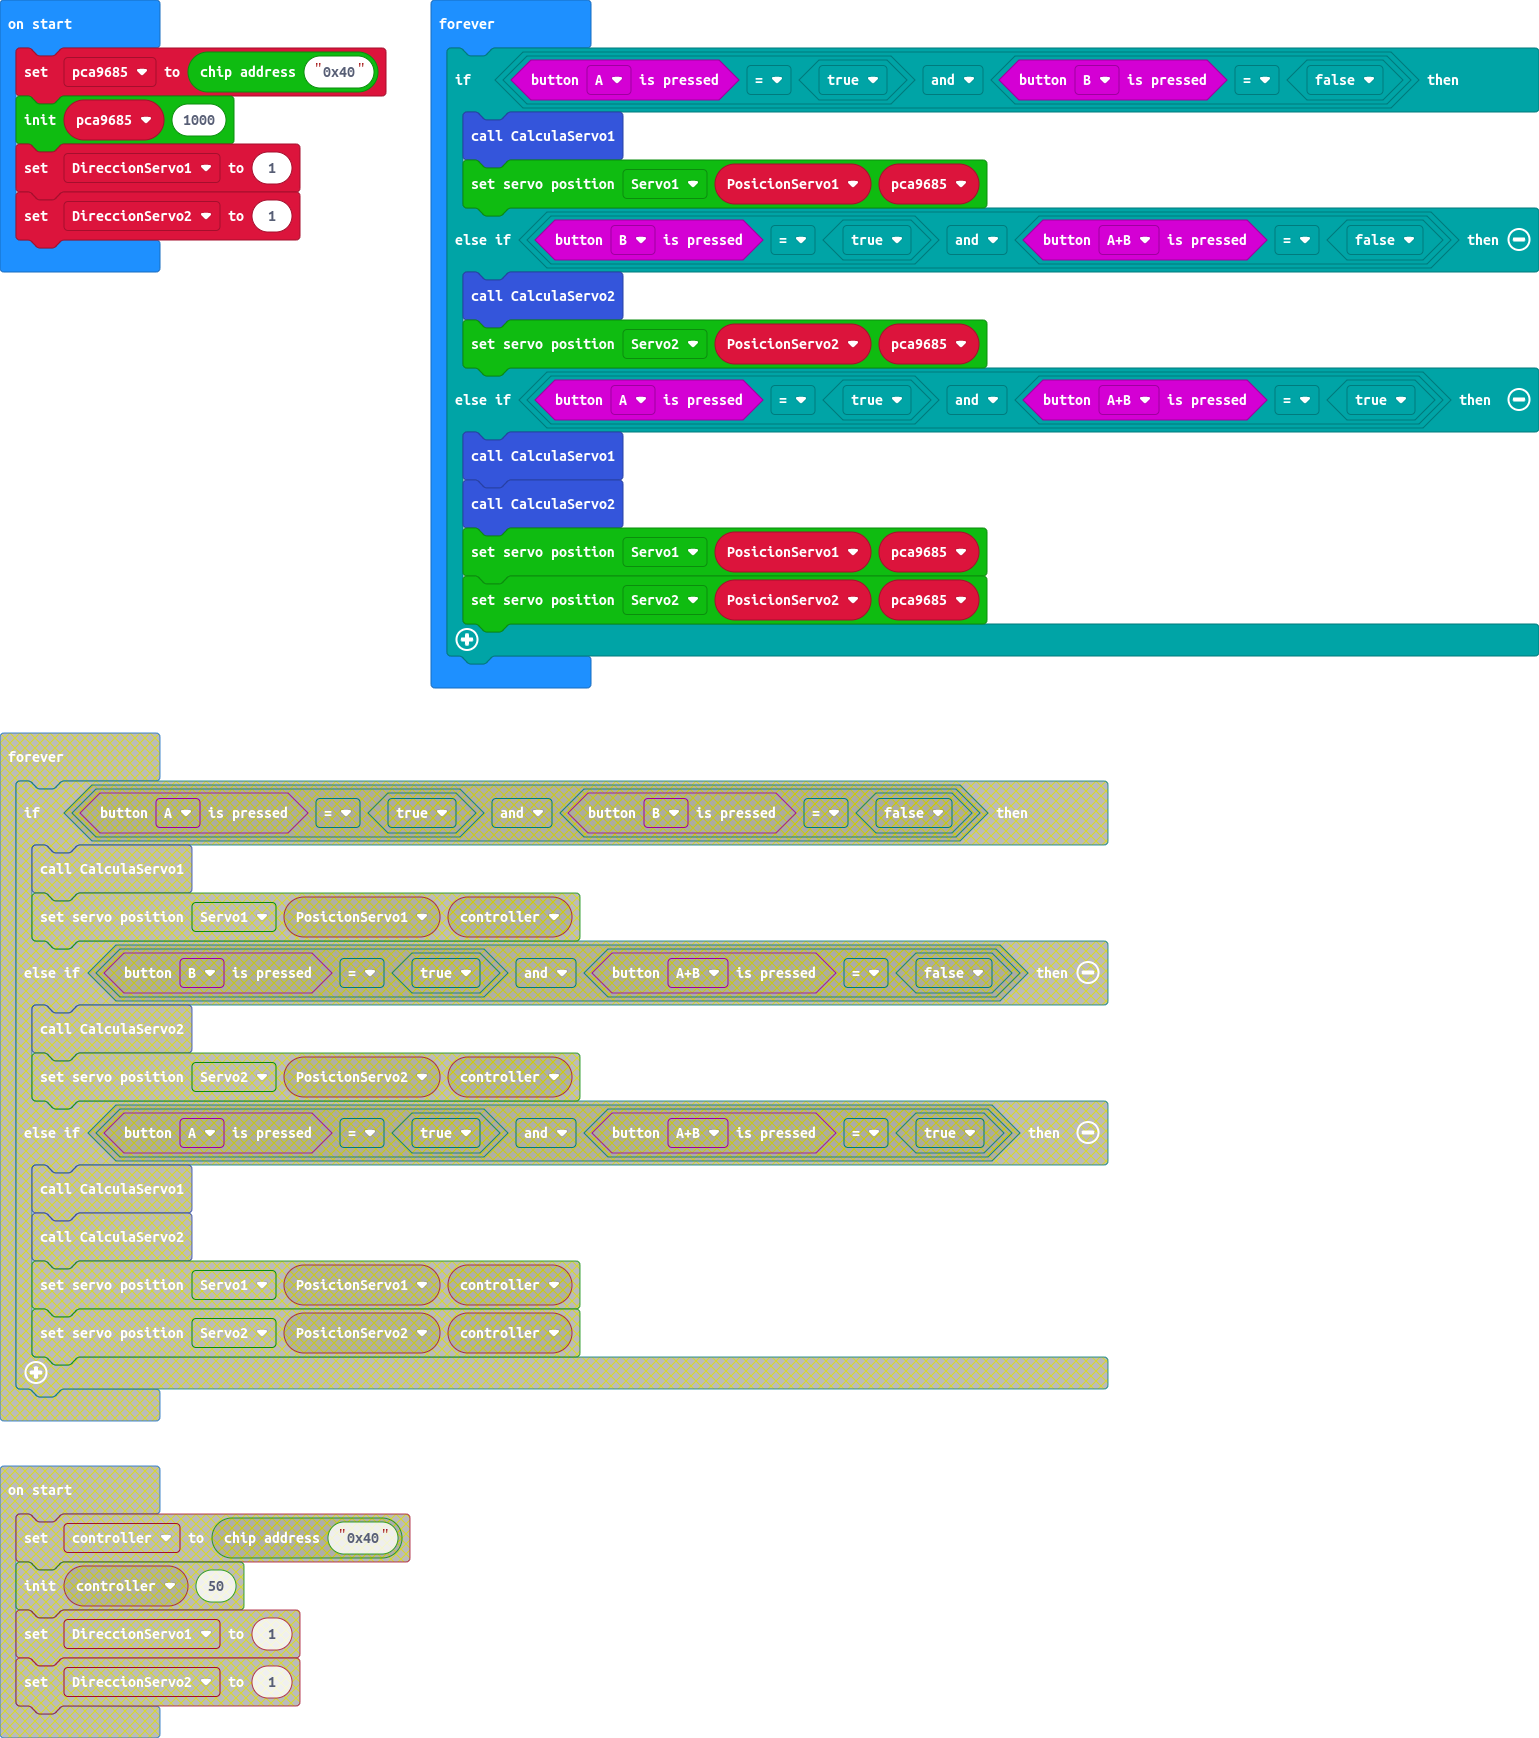 on start
set pca9685 to chip address "0x40"
init pca9685 1000
set DireccionServo1 to 1
set DireccionServo2 to 1
forever
if button A is pressed = true and button B is pressed = false then
call CalculaServo1
set servo position Servo1 PosicionServo1 pca9685
else if button B is pressed = true and button A+B is pressed = false then
call CalculaServo2
set servo position Servo2 PosicionServo2 pca9685
else if button A is pressed = true and button A+B is pressed = true then
call CalculaServo1
call CalculaServo2
set servo position Servo1 PosicionServo1 pca9685
set servo position Servo2 PosicionServo2 pca9685
forever
if button A is pressed = true and button B is pressed = false then
call CalculaServo1
set servo position Servo1 PosicionServo1 controller
else if button B is pressed = true and button A+B is pressed = false then
call CalculaServo2
set servo position Servo2 PosicionServo2 controller
else if button A is pressed = true and button A+B is pressed = true then
call CalculaServo1
call CalculaServo2
set servo position Servo1 PosicionServo1 controller
set servo position Servo2 PosicionServo2 controller
on start
set controller to chip address "0x40"
init controller 50
set DireccionServo1 to 1
set DireccionServo2 to 1